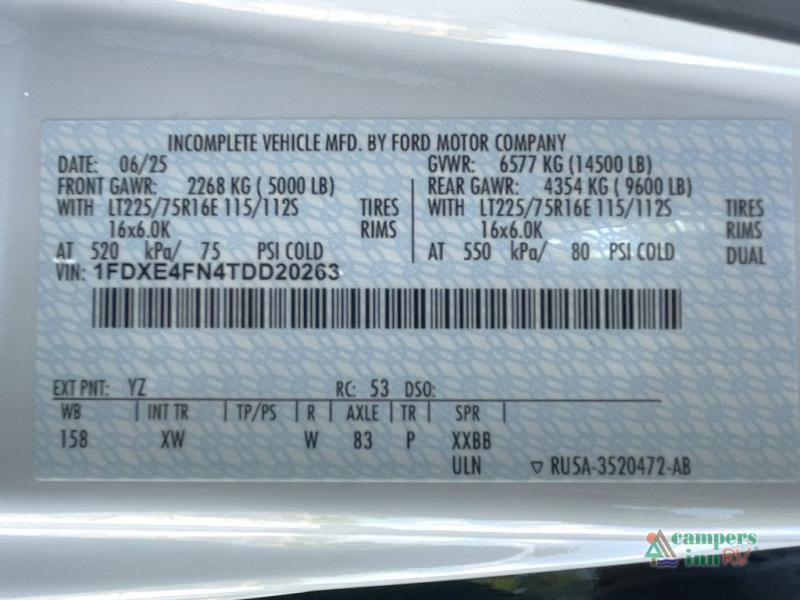 INCOMPLETE VEHICLE MFD. BY FORD MOTOR COMPANY
DATE: 06/25 GVWR: 6577 KG (14500 LB)
FRONT GAWR: 2268 KG ( 5000 LB) REAR GAWR: 4354 KG ( 9600 LB)
WITH LT225/75R16E 115/112S TIRES WITH LT225/75R16E 115/112S TIRES
16x6.0K RIMS 16x6.0K RIMS
AT 520 kPa/ 75 PSI COLD AT 550 kPa/ 80 PSI COLD DUAL
VIN: 1FDXE4FN4TDD20263
EXT PNT: YZ RC: 53 DSO:
WB INT TR TP/PS R AXLE TR SPR
158 XW W 83 P XXBB
ULN ▽ RU5A-3520472-AB
campers
inn RV